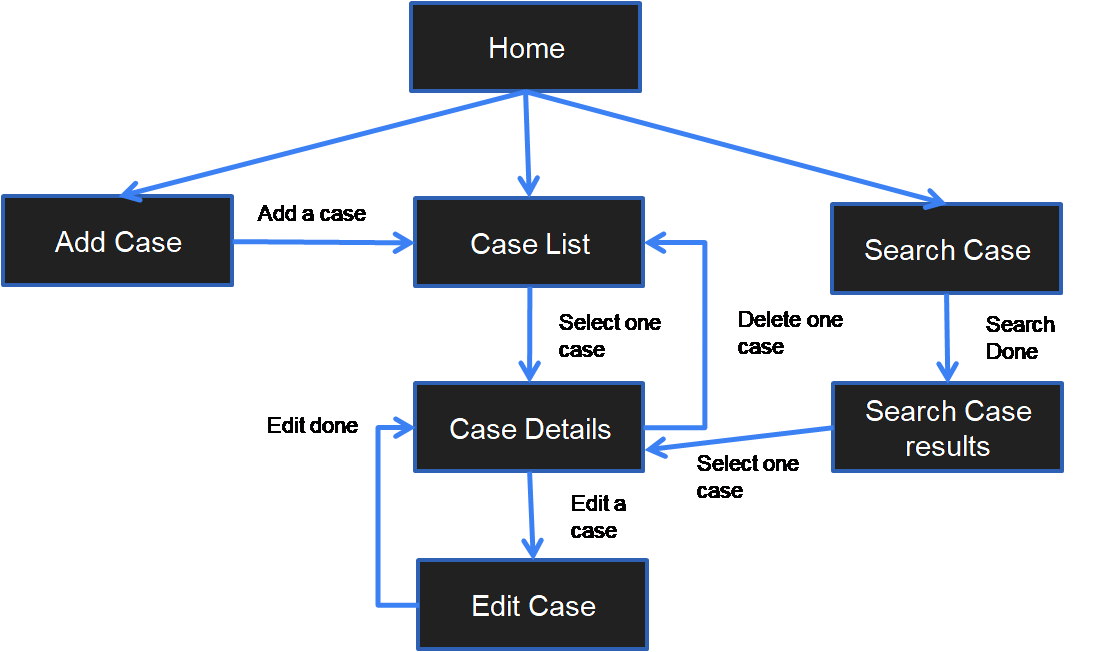 Home
Add Case
Add a case
Case List
Search Case
Select one
case
Delete one
case
Search
Done
Edit done
Case Details
Search Case
results
Select one
case
Edit a
case
Edit Case